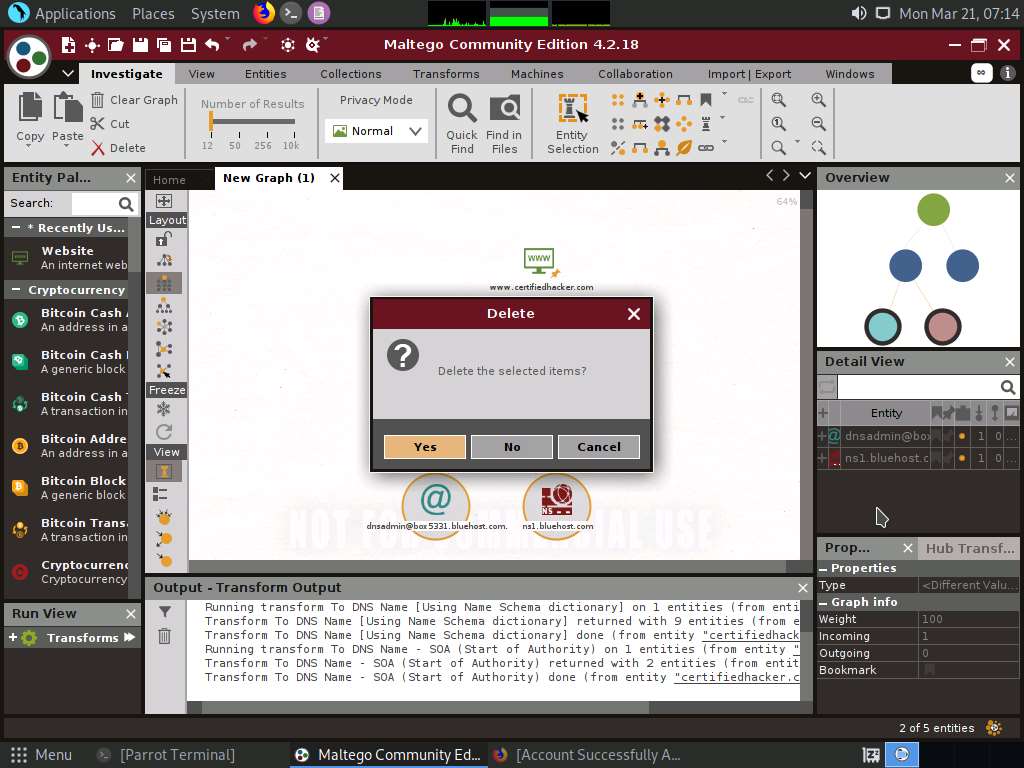 Applications Places System Mon Mar 21, 07:14
Maltego Community Edition 4.2.18
Investigate View Entities Collections Transforms Machines Collaboration Import | Export Windows
Copy Paste
Clear Graph
Cut
Delete
Number of Results
12 50 256 10k
Privacy Mode
Normal
Quick Find
Find in Files
Entity Selection
Entity Pal...
Search:
* Recently Us...
Website
An internet web
Cryptocurrency
Bitcoin Cash A
An address in a
Bitcoin Cash
A generic block
Bitcoin Cash T
A transaction in
Bitcoin Addre
An address in a
Bitcoin Block
A generic block
Bitcoin Trans
A transaction in
Cryptocurrenc
Cryptocurrency
Run View
Transforms
Home New Graph (1)
Layout
Freeze
View
64%
www.certifiedhacker.com
Delete
Delete the selected items?
Yes No Cancel
dnsadmin@box5331.bluehost.com.
ns1.bluehost.com
NOT FOR COMMERCIAL USE
Output - Transform Output
Running transform To DNS Name [Using Name Schema dictionary] on 1 entities (from enti
Transform To DNS Name [Using Name Schema dictionary] returned with 9 entities (from e
Transform To DNS Name [Using Name Schema dictionary] done (from entity "certifiedhack
Running transform To DNS Name - SOA (Start of Authority) on 1 entities (from entity "
Transform To DNS Name - SOA (Start of Authority) returned with 2 entities (from entit
Transform To DNS Name - SOA (Start of Authority) done (from entity "certifiedhacker.c
Overview
Detail View
Entity
dnsadmin@box 1 0 ...
ns1.bluehost.c 1 0 ...
Prop... Hub Transf...
Properties
Type <Different Valu...
Graph info
Weight 100
Incoming 1
Outgoing 0
Bookmark
2 of 5 entities
Menu [Parrot Terminal] Maltego Community Ed... [Account Successfully A...